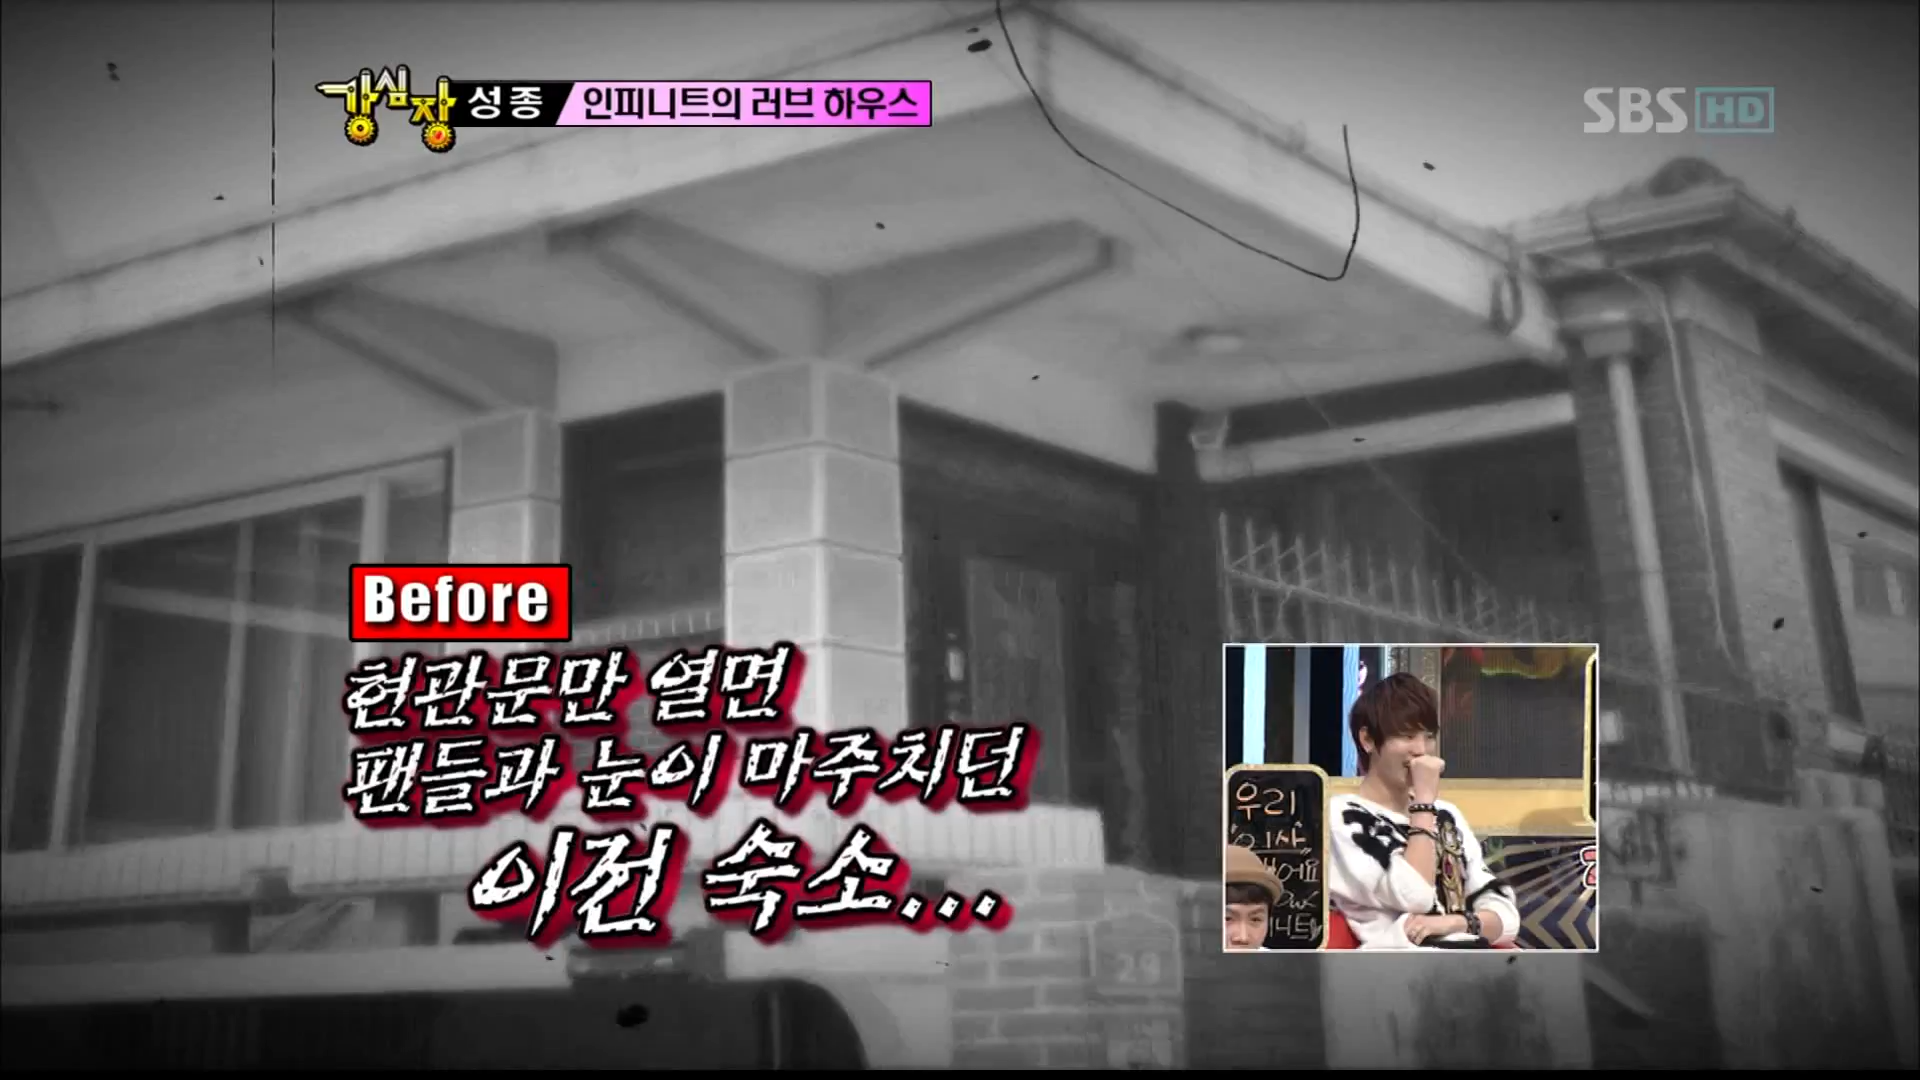 강심장 성종 인피니트의 러브 하우스
SBS HD
Before
현관문만 열면
팬들과 눈이 마주치던
이전 숙소...
우리
29